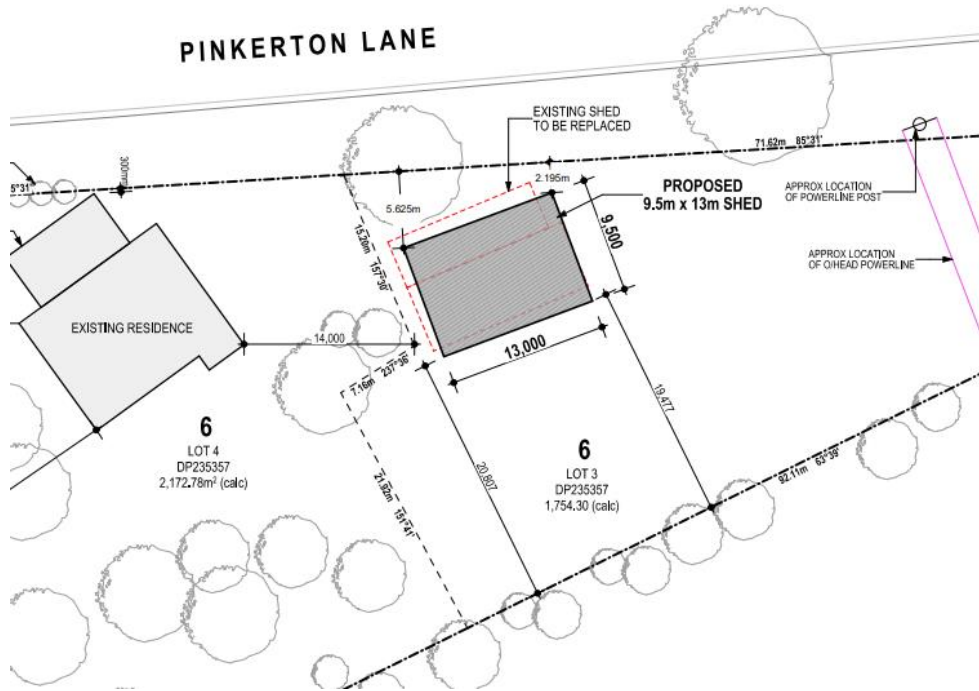 PINKERTON LANE
EXISTING SHED
TO BE REPLACED
71.62m 85°31'
5°31'
300mm
2.195m
PROPOSED
9.5m x 13m SHED
APPROX LOCATION
OF POWERLINE POST
5.625m
9,500
15.20m 157°30'
APPROX LOCATION
OF O/HEAD POWERLINE
EXISTING RESIDENCE
14,000
13,000
7.16m 237°36'
19.477
6
LOT 4
DP235357
2,172.78m² (calc)
6
LOT 3
DP235357
1,754.30 (calc)
20.807
92.11m 63°39'
21.92m 151°41'